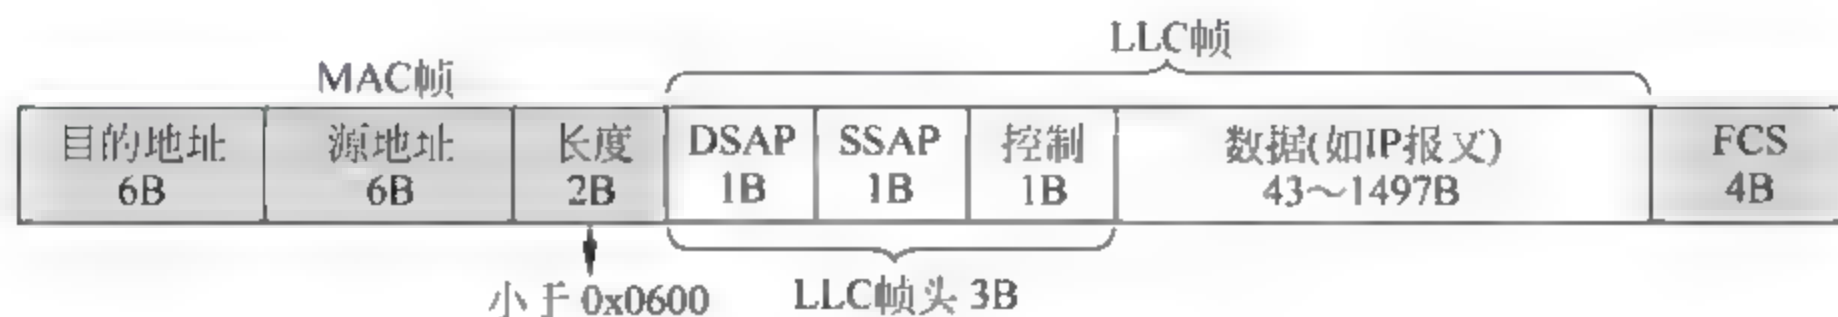 LLC帧
MAC帧
目的地址 源地址 长度 DSAP SSAP 控制 数据(如IP报文) FCS
6B 6B 2B 1B 1B 1B 43～1497B 4B
小于0x0600 LLC帧头 3B